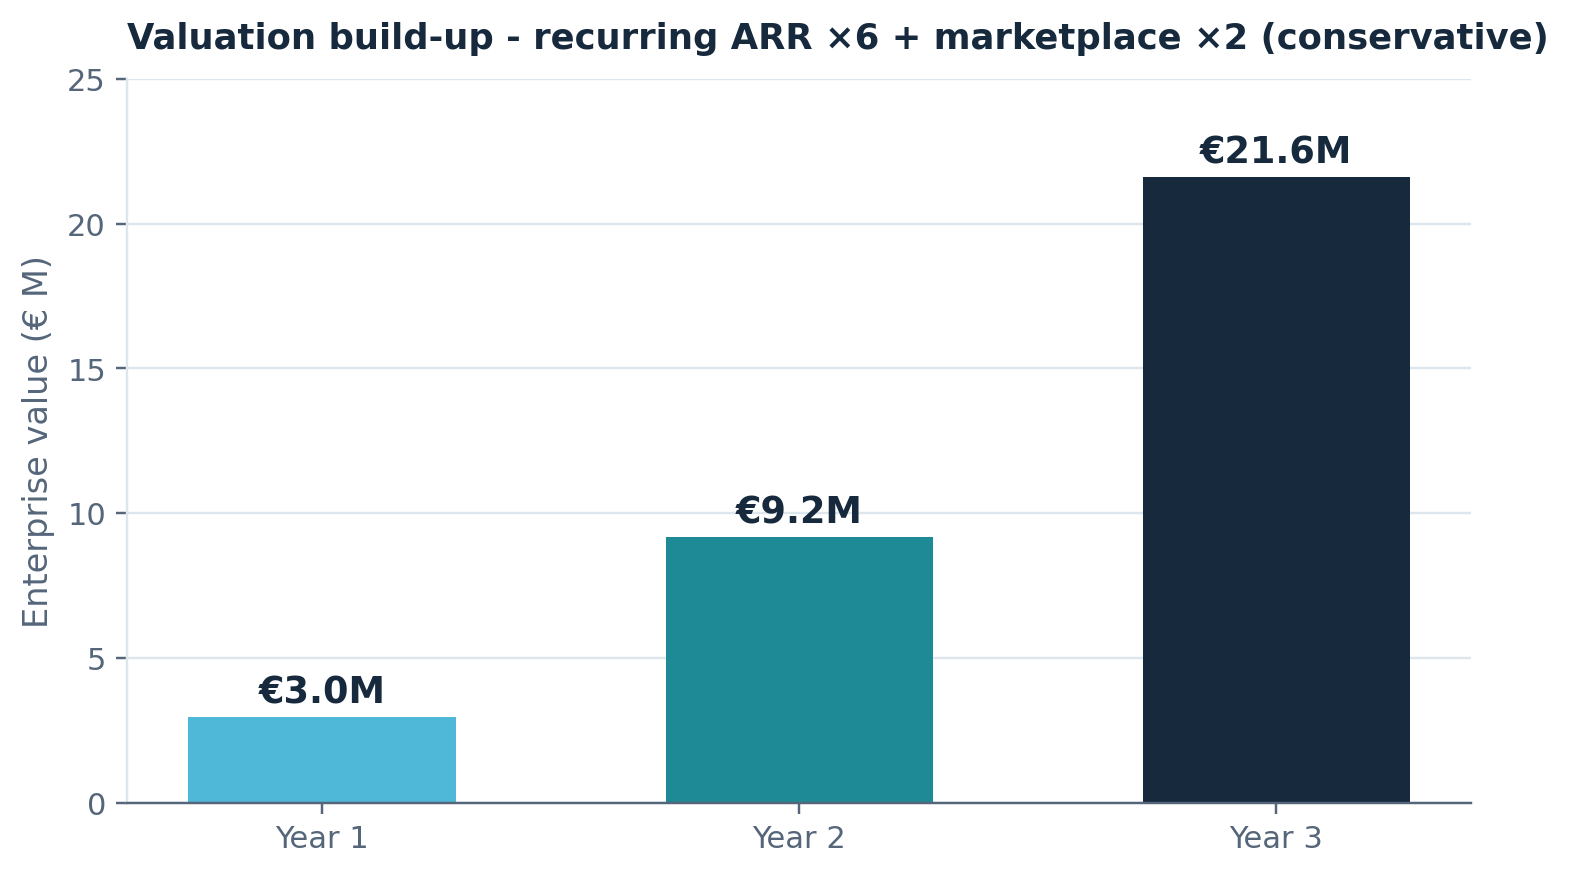 Valuation build-up - recurring ARR ×6 + marketplace ×2 (conservative)
Enterprise value (€ M)
25
20
15
10
5
0
€3.0M
€9.2M
€21.6M
Year 1
Year 2
Year 3